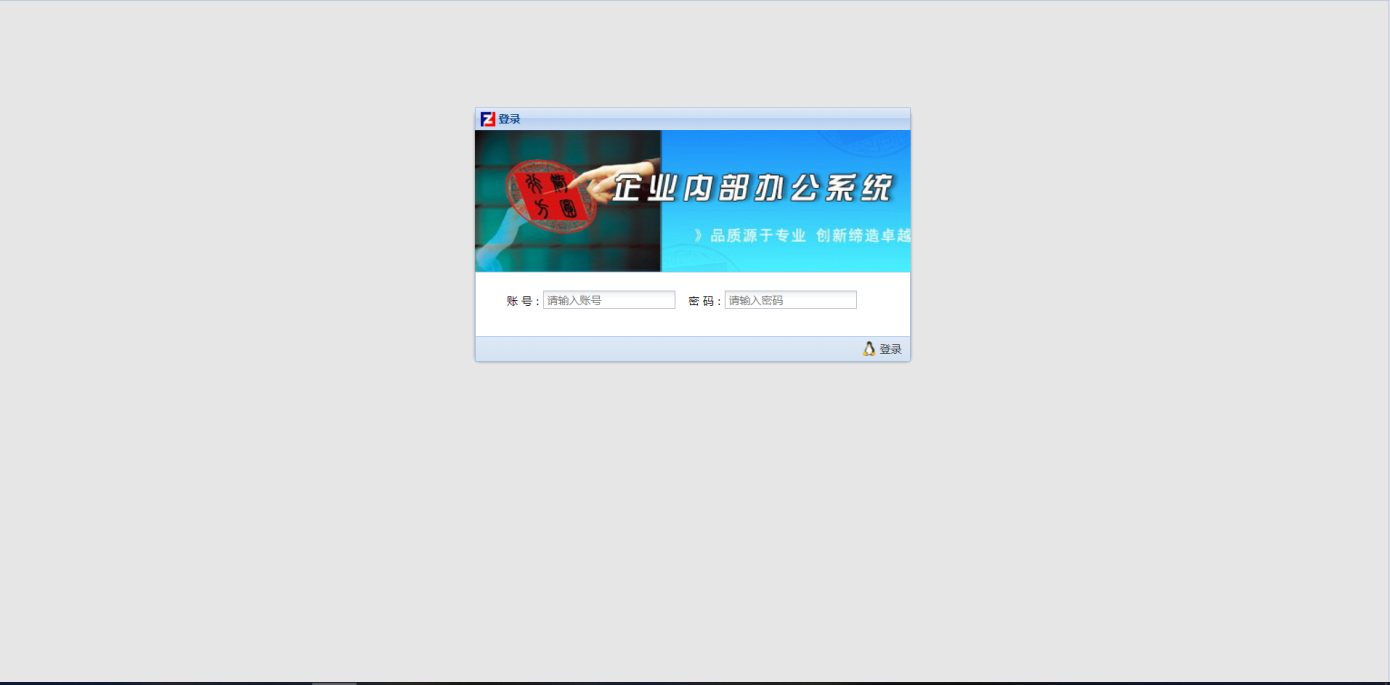 登录
企业内部办公系统
》品质源于专业 创新缔造卓越
账 号： 请输入账号 密 码： 请输入密码
登录